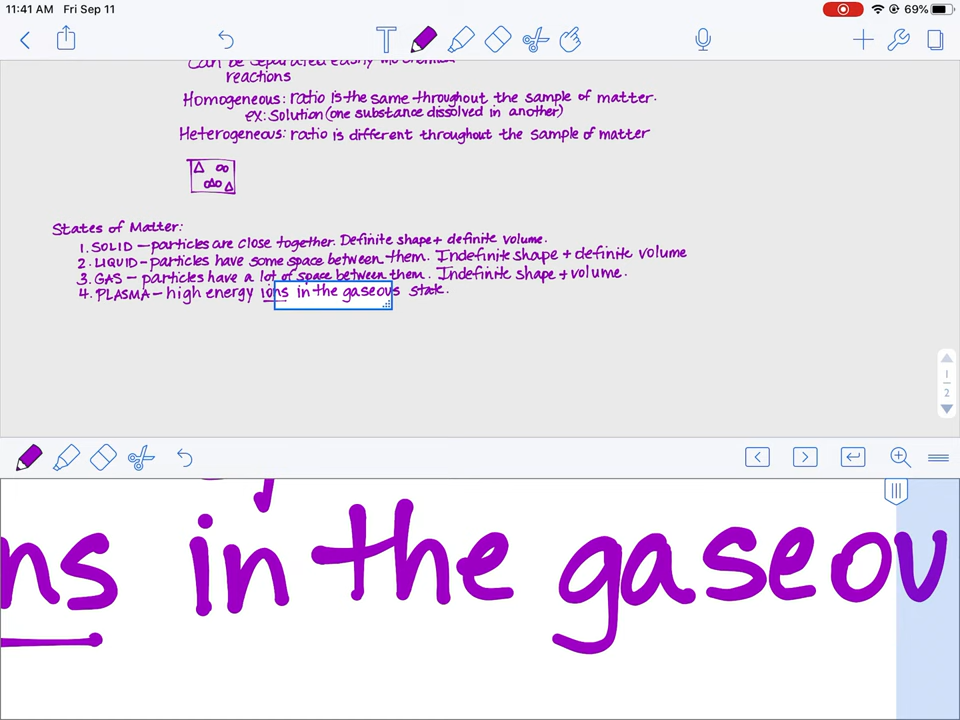 11:41 AM Fri Sep 11
69%
T
Can be separated easily
reactions
Homogeneous: ratio is the same throughout the sample of matter.
ex: solution (one substance dissolved in another)
Heterogeneous: ratio is different throughout the sample of matter
States of Matter:
1. SOLID — particles are close together. Definite shape + definite volume.
2. LIQUID – particles have some space between them. Indefinite shape + definite volume
3. GAS — particles have a lot of space between them. Indefinite shape + volume.
4. PLASMA – high energy ions in the gaseous state.
1
2
ns in the gaseou